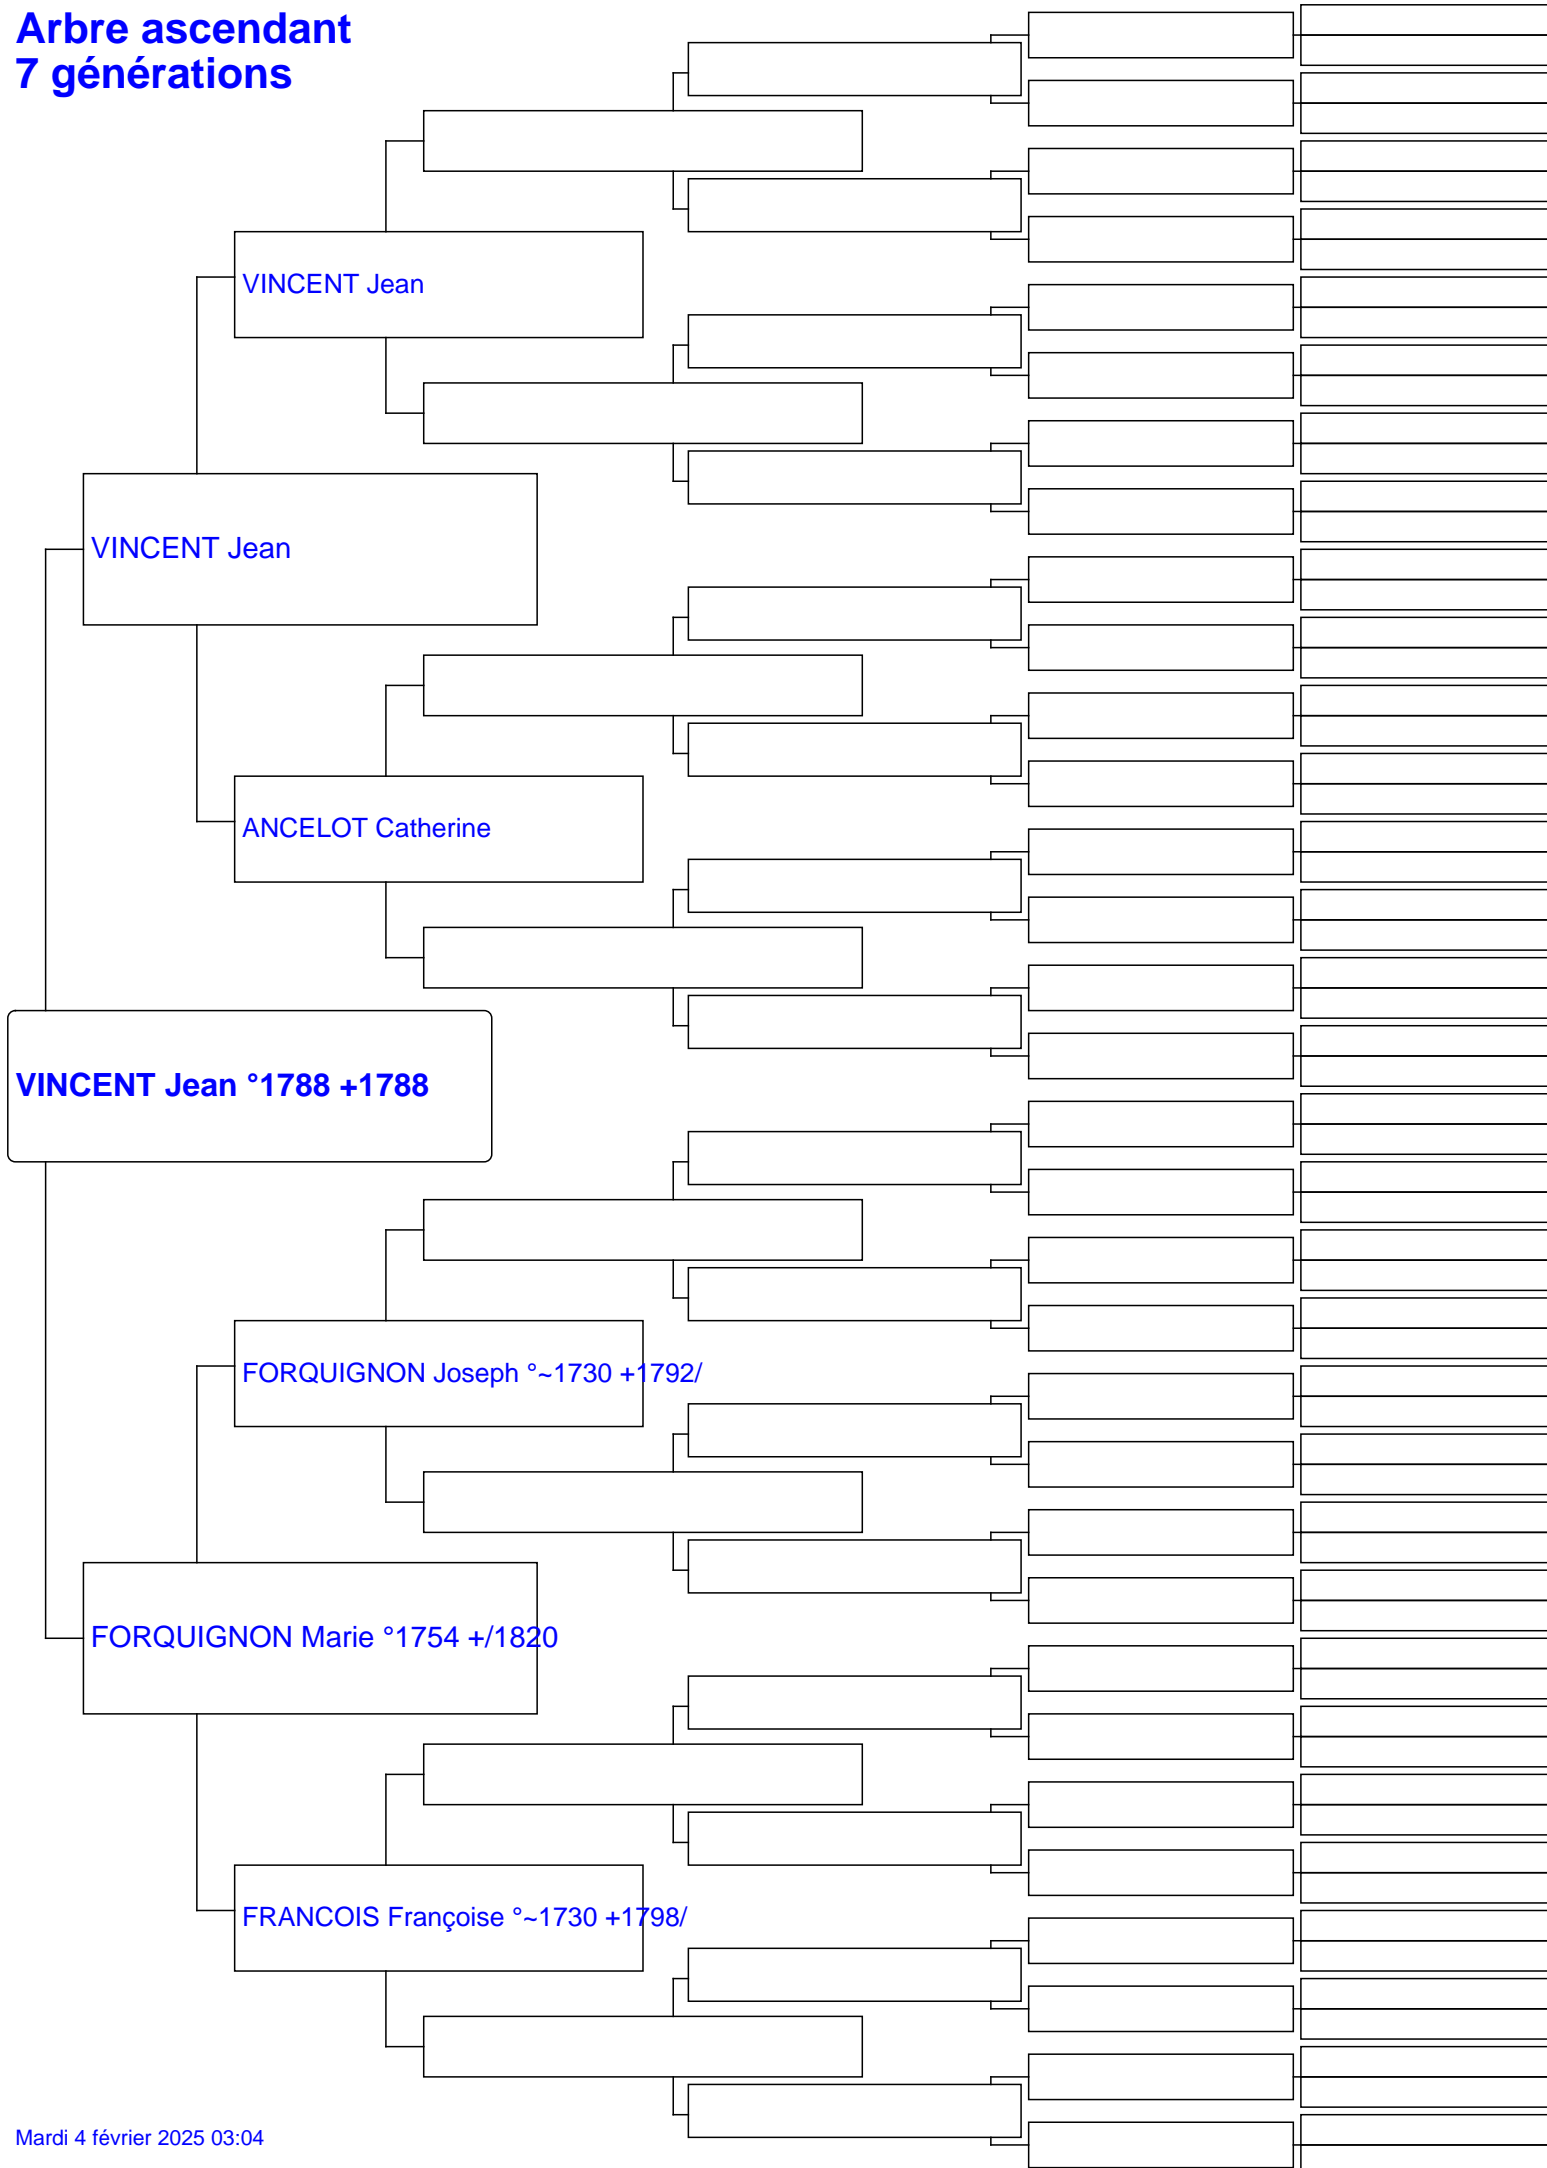 Arbre ascendant
7 générations
VINCENT Jean
VINCENT Jean
ANCELOT Catherine
VINCENT Jean °1788 +1788
FORQUIGNON Joseph °~1730 +1792/
FORQUIGNON Marie °1754 +/1820
FRANCOIS Françoise °~1730 +1798/
Mardi 4 février 2025 03:04